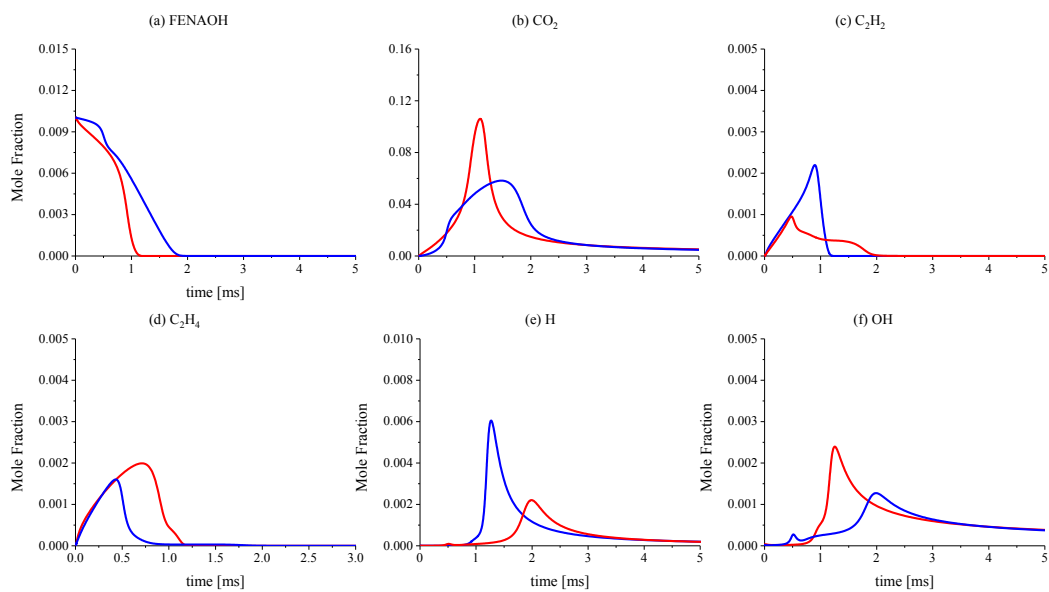 (a) FENAOH
(b) CO₂
(c) C₂H₂
Mole Fraction
0.015
0.012
0.009
0.006
0.003
0.000
0 1 2 3 4 5
time [ms]
0.16
0.12
0.08
0.04
0.00
0 1 2 3 4 5
time [ms]
0.005
0.004
0.003
0.002
0.001
0.000
0 1 2 3 4 5
time [ms]
(d) C₂H₄
(e) H
(f) OH
Mole Fraction
0.005
0.004
0.003
0.002
0.001
0.000
0.0 0.5 1.0 1.5 2.0 2.5 3.0
time [ms]
Mole Fraction
0.010
0.008
0.006
0.004
0.002
0.000
0 1 2 3 4 5
time [ms]
Mole Fraction
0.005
0.004
0.003
0.002
0.001
0.000
0 1 2 3 4 5
time [ms]